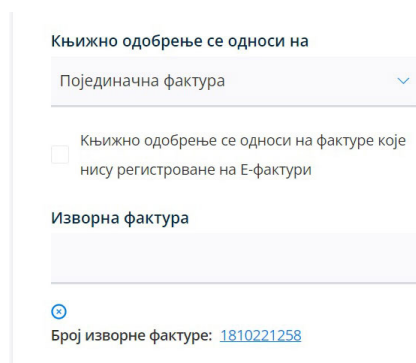 Књижно одобрење се односи на
Појединачна фактура
Књижно одобрење се односи на фактуре које
нису регистроване на Е-фактури
Изворна фактура
Број изворне фактуре: 1810221258